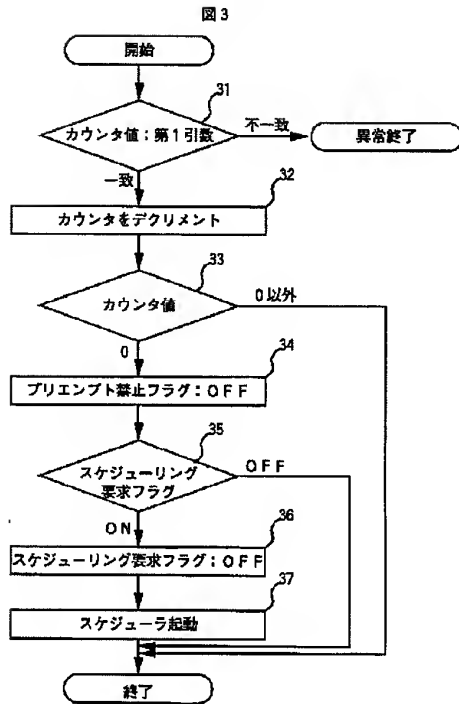 図3
開始
31
カウンタ値：第1引数
不一致
異常終了
一致
32
カウンタをデクリメント
33
カウンタ値
0以外
0
34
プリエンプト禁止フラグ：OFF
35
スケジューリング
要求フラグ
OFF
ON
36
スケジューリング要求フラグ：OFF
37
スケジューラ起動
終了